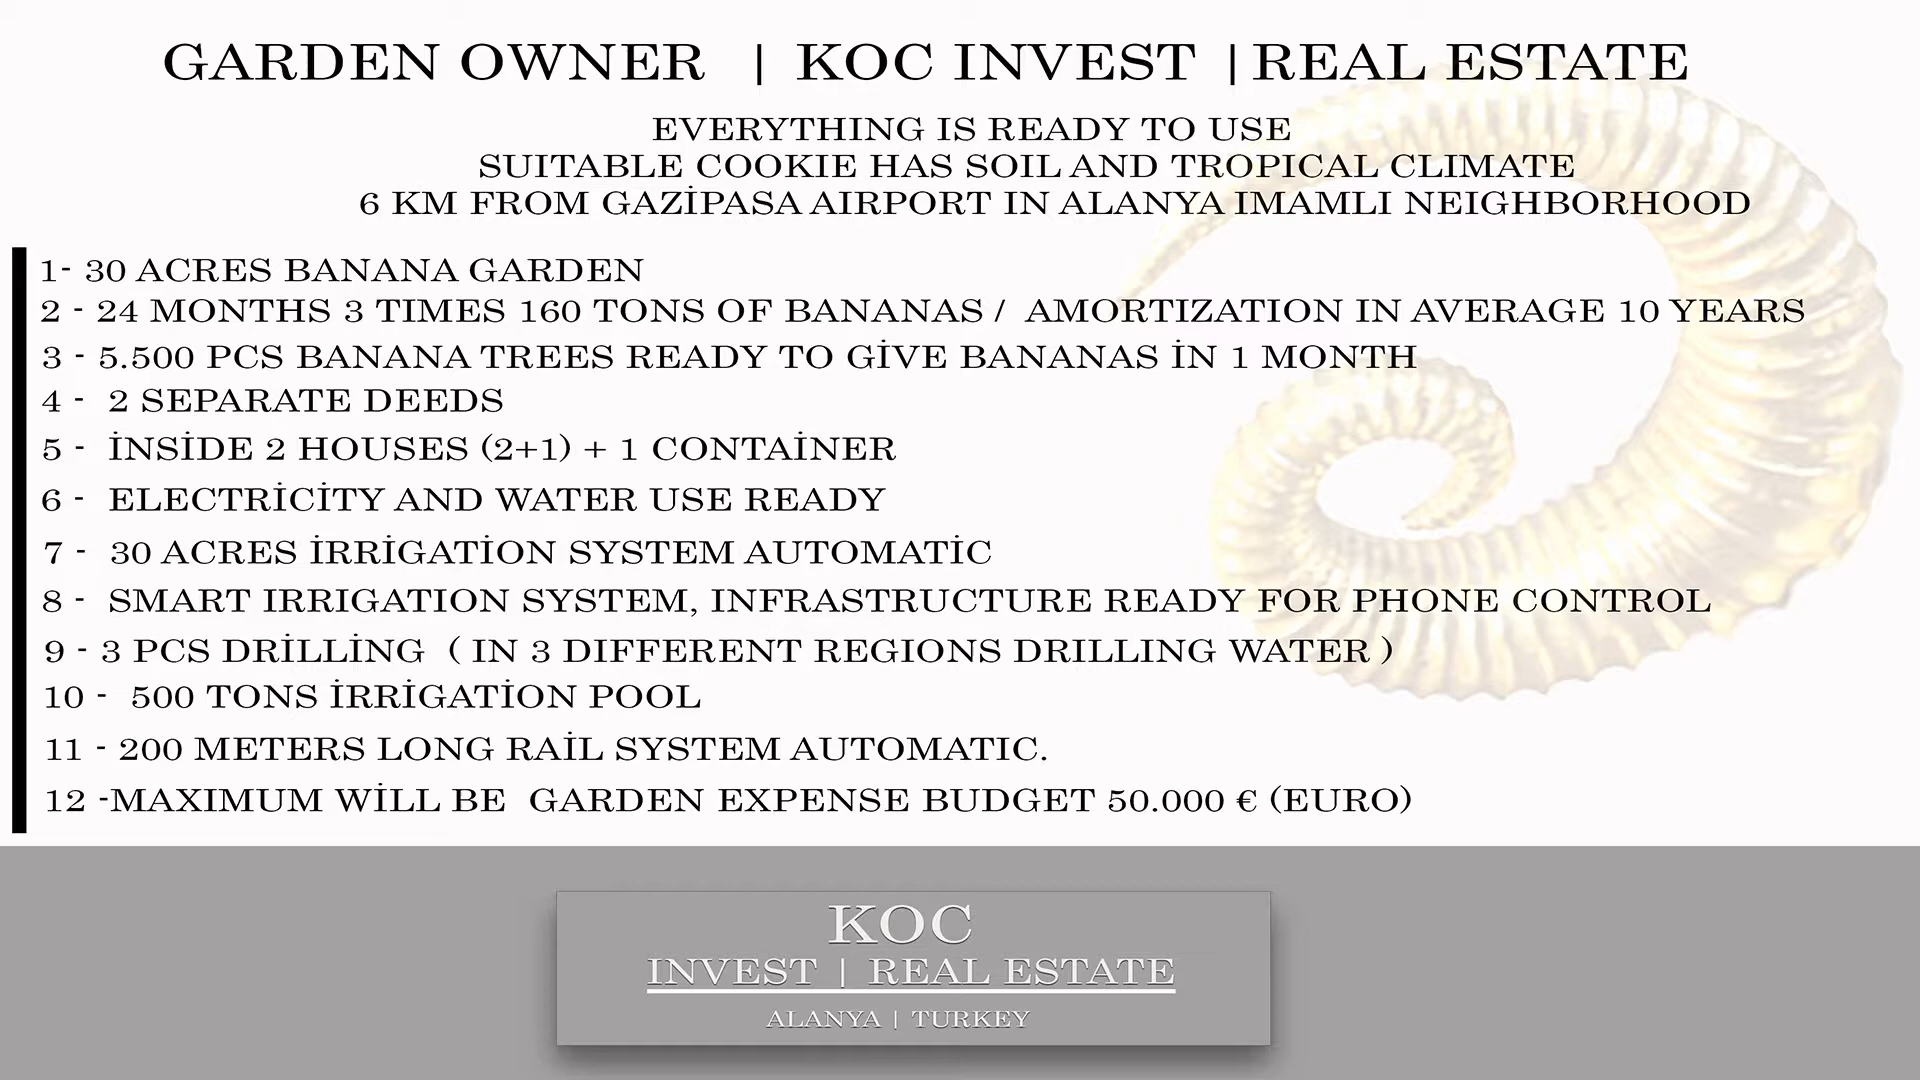 GARDEN OWNER | KOC INVEST | REAL ESTATE
EVERYTHING IS READY TO USE
SUITABLE COOKIE HAS SOIL AND TROPICAL CLIMATE
6 KM FROM GAZİPASA AIRPORT IN ALANYA IMAMLI NEIGHBORHOOD
1- 30 ACRES BANANA GARDEN
2 - 24 MONTHS 3 TIMES 160 TONS OF BANANAS / AMORTIZATION IN AVERAGE 10 YEARS
3 - 5.500 PCS BANANA TREES READY TO GİVE BANANAS İN 1 MONTH
4 - 2 SEPARATE DEEDS
5 - İNSİDE 2 HOUSES (2+1) + 1 CONTAİNER
6 - ELECTRİCİTY AND WATER USE READY
7 - 30 ACRES İRRİGATİON SYSTEM AUTOMATİC
8 - SMART IRRIGATION SYSTEM, INFRASTRUCTURE READY FOR PHONE CONTROL
9 - 3 PCS DRİLLİNG ( IN 3 DIFFERENT REGIONS DRILLING WATER )
10 - 500 TONS İRRİGATİON POOL
11 - 200 METERS LONG RAİL SYSTEM AUTOMATIC.
12 -MAXIMUM WİLL BE GARDEN EXPENSE BUDGET 50.000 € (EURO)
KOC
INVEST | REAL ESTATE
ALANYA | TURKEY